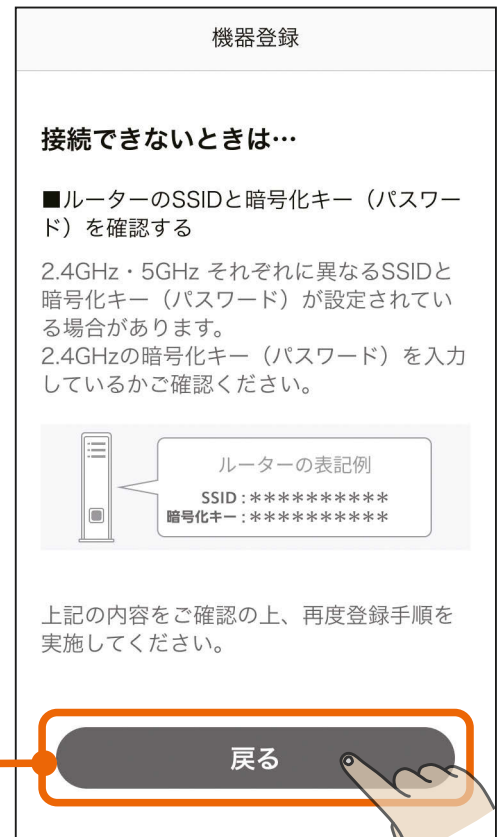 機器登録
接続できないときは…
■ルーターのSSIDと暗号化キー（パスワー
ド）を確認する
2.4GHz・5GHz それぞれに異なるSSIDと
暗号化キー（パスワード）が設定されてい
る場合があります。
2.4GHzの暗号化キー（パスワード）を入力
しているかご確認ください。
ルーターの表記例
SSID：＊＊＊＊＊＊＊＊＊＊
暗号化キー：＊＊＊＊＊＊＊＊＊＊
上記の内容をご確認の上、再度登録手順を
実施してください。
戻る